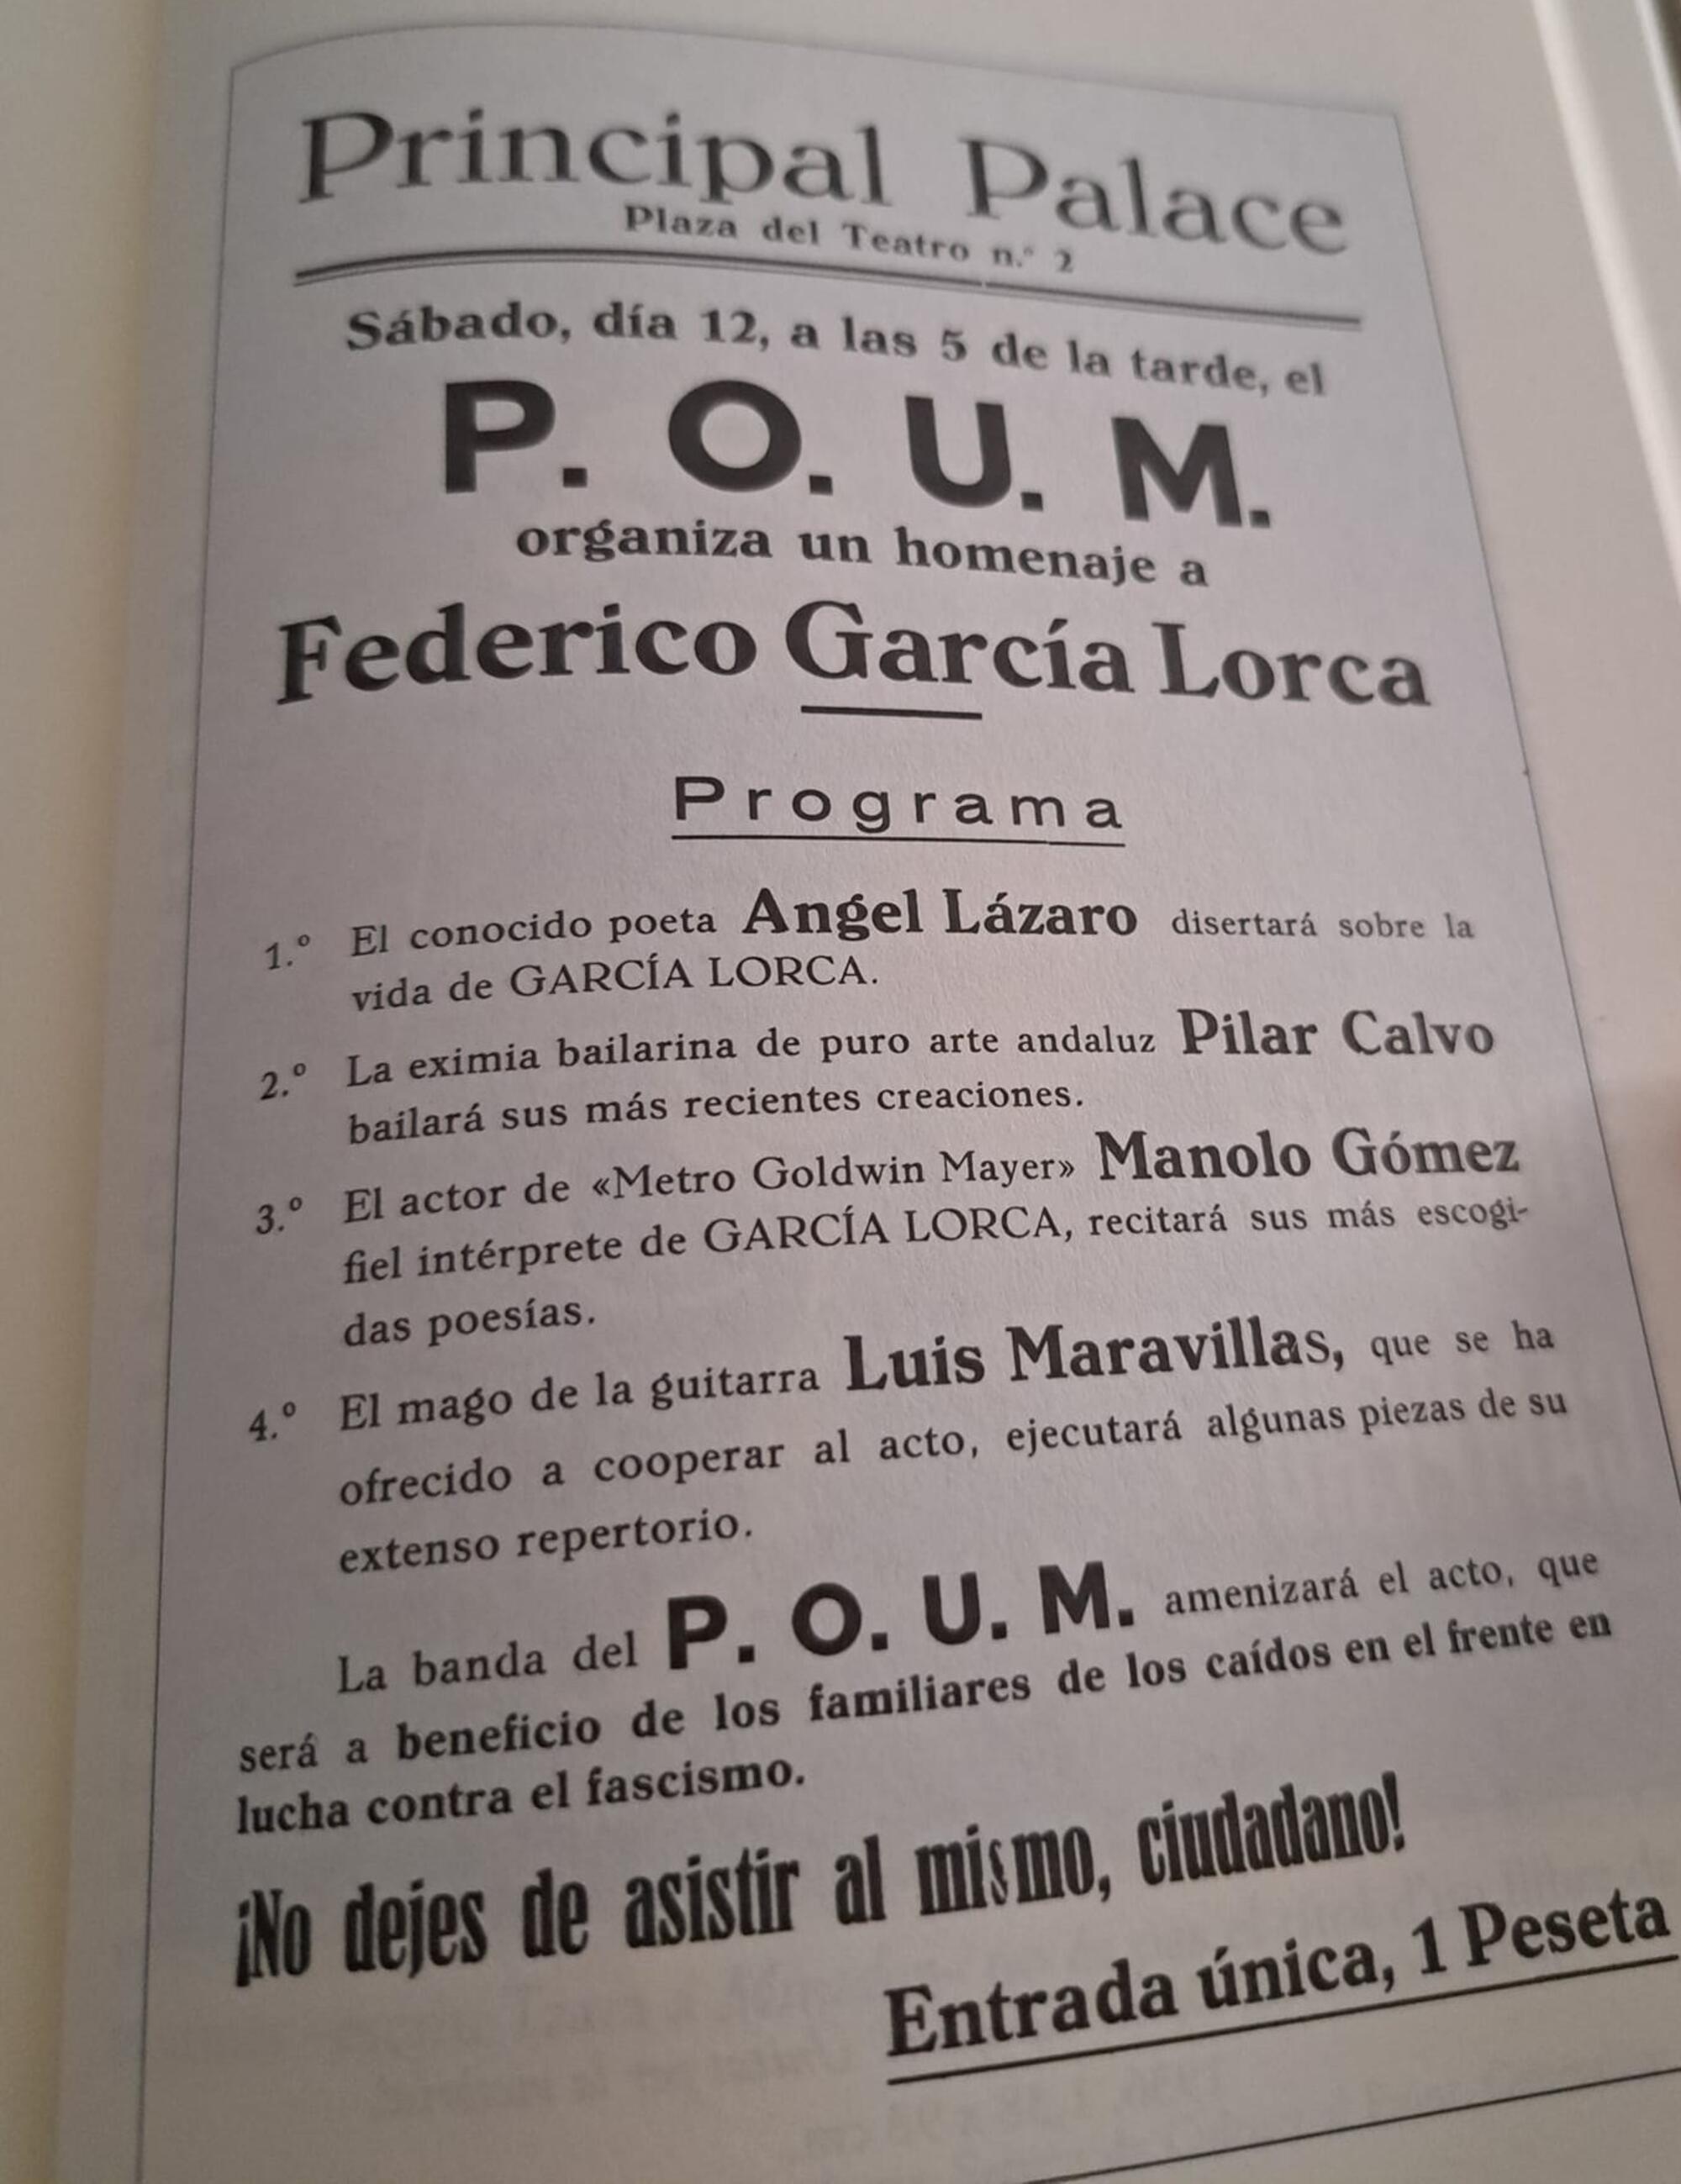 Principal Palace
Plaza del Teatro n.º 2
Sábado, día 12, a las 5 de la tarde, el
P. O. U. M.
organiza un homenaje a
Federico García Lorca
Programa
1.º El conocido poeta Angel Lázaro disertará sobre la
vida de GARCÍA LORCA.
2.º La eximia bailarina de puro arte andaluz Pilar Calvo
bailará sus más recientes creaciones.
3.º El actor de «Metro Goldwin Mayer» Manolo Gómez
fiel intérprete de GARCÍA LORCA, recitará sus más escogi-
das poesías.
4.º El mago de la guitarra Luis Maravillas, que se ha
ofrecido a cooperar al acto, ejecutará algunas piezas de su
extenso repertorio.
La banda del P. O. U. M. amenizará el acto, que
será a beneficio de los familiares de los caídos en el frente en
lucha contra el fascismo.
¡No dejes de asistir al mismo, ciudadano!
Entrada única, 1 Peseta